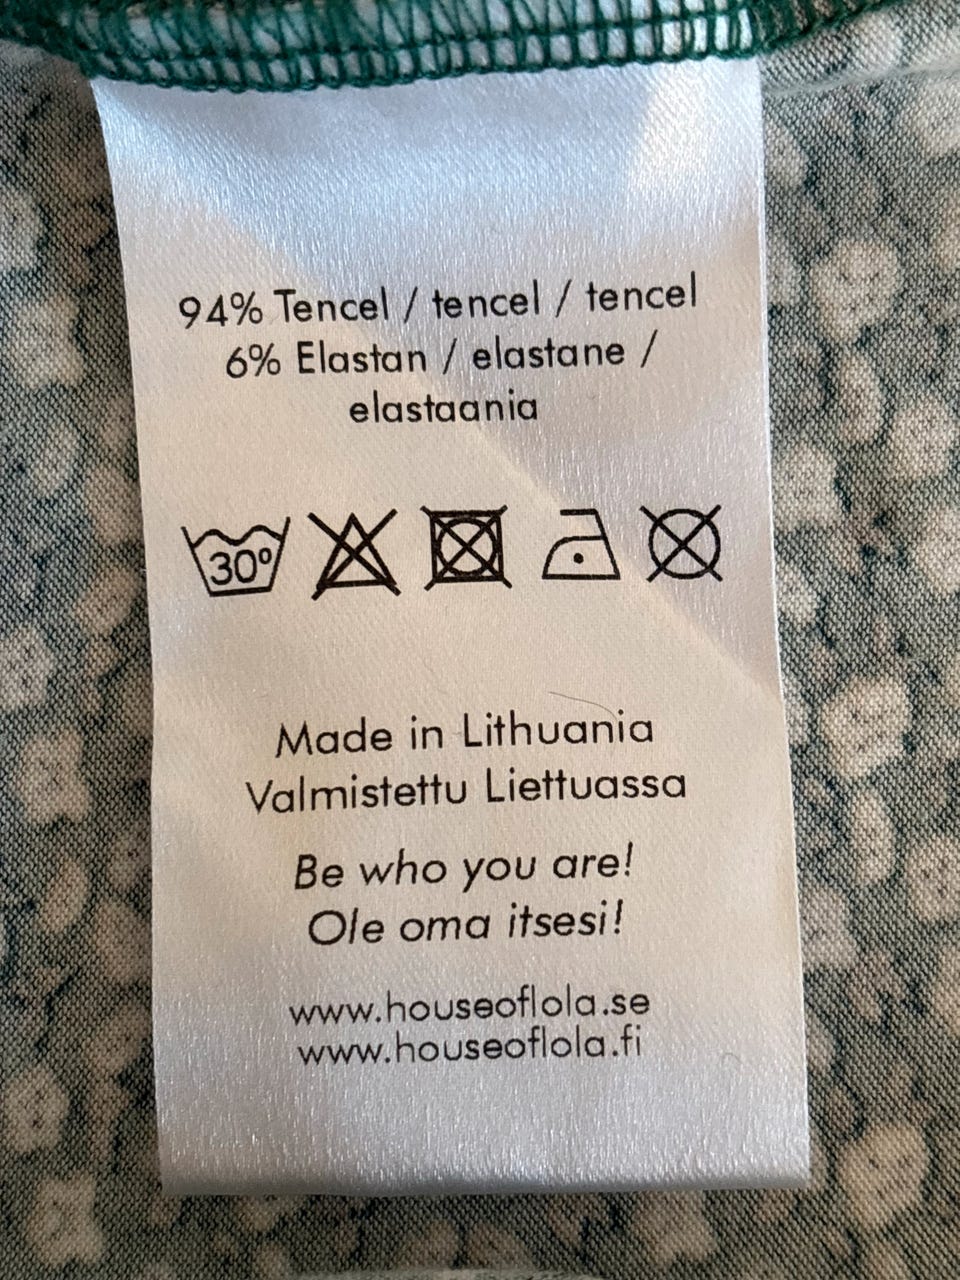 94% Tencel / tencel / tencel
6% Elastan / elastane /
elastaania
30°
Made in Lithuania
Valmistettu Liettuassa
Be who you are!
Ole oma itsesi!
www.houseoflola.se
www.houseoflola.fi